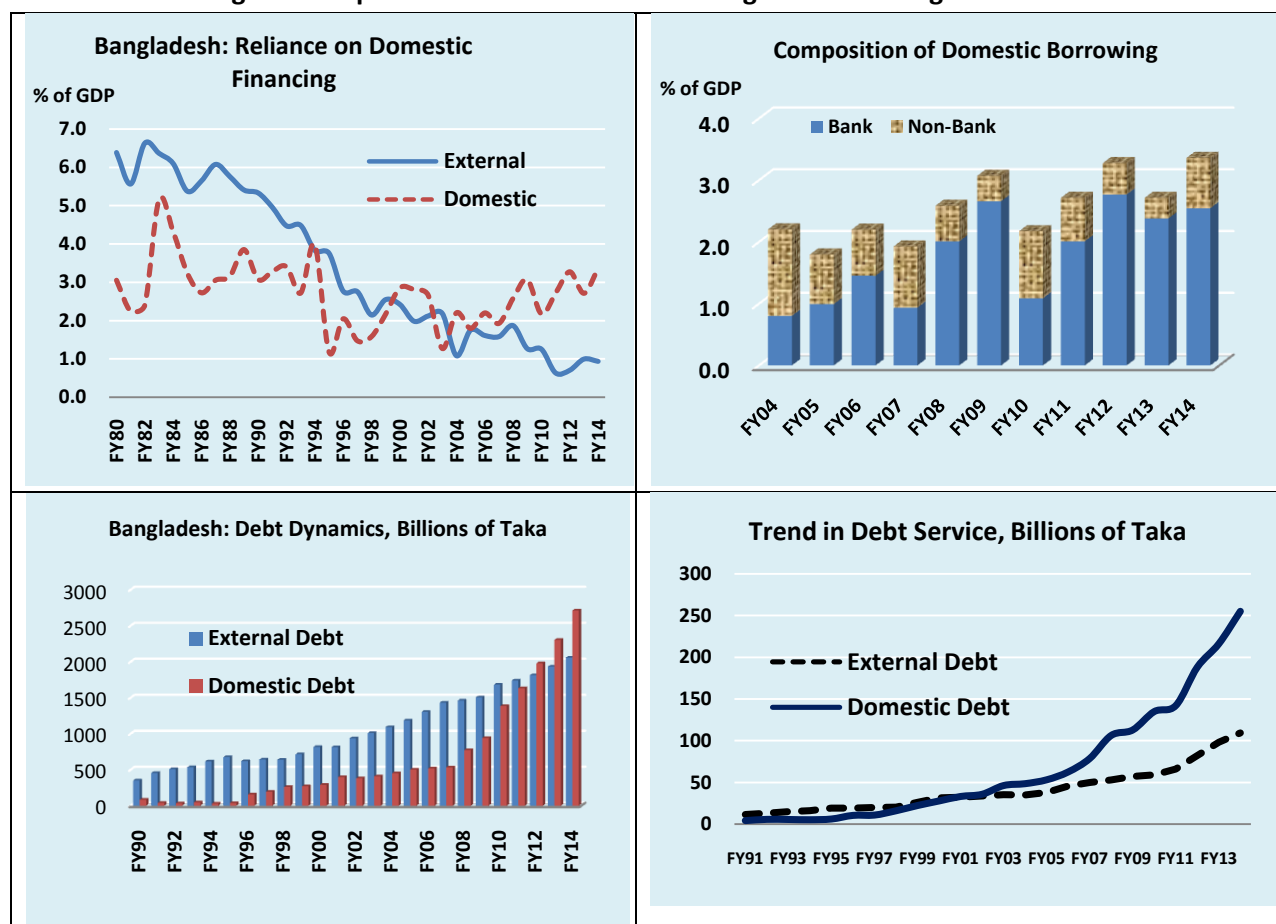 Bangladesh: Reliance on Domestic
Financing
% of GDP
7.0
6.0
5.0
4.0
3.0
2.0
1.0
0.0
External
Domestic
FY80 FY82 FY84 FY86 FY88 FY90 FY92 FY94 FY96 FY98 FY00 FY02 FY04 FY06 FY08 FY10 FY12 FY14
Composition of Domestic Borrowing
% of GDP
4.0
3.0
2.0
1.0
0.0
Bank Non-Bank
FY04 FY05 FY06 FY07 FY08 FY09 FY10 FY11 FY12 FY13 FY14
Bangladesh: Debt Dynamics, Billions of Taka
3000
2500
2000
1500
1000
500
0
External Debt
Domestic Debt
FY90 FY92 FY94 FY96 FY98 FY00 FY02 FY04 FY06 FY08 FY10 FY12 FY14
Trend in Debt Service, Billions of Taka
300
250
200
150
100
50
0
External Debt
Domestic Debt
FY91 FY93 FY95 FY97 FY99 FY01 FY03 FY05 FY07 FY09 FY11 FY13